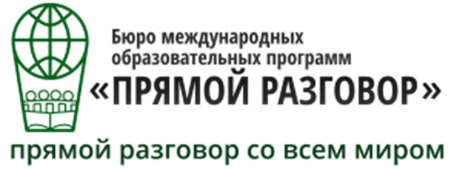 Бюро международных
образовательных программ
«ПРЯМОЙ РАЗГОВОР»
прямой разговор со всем миром